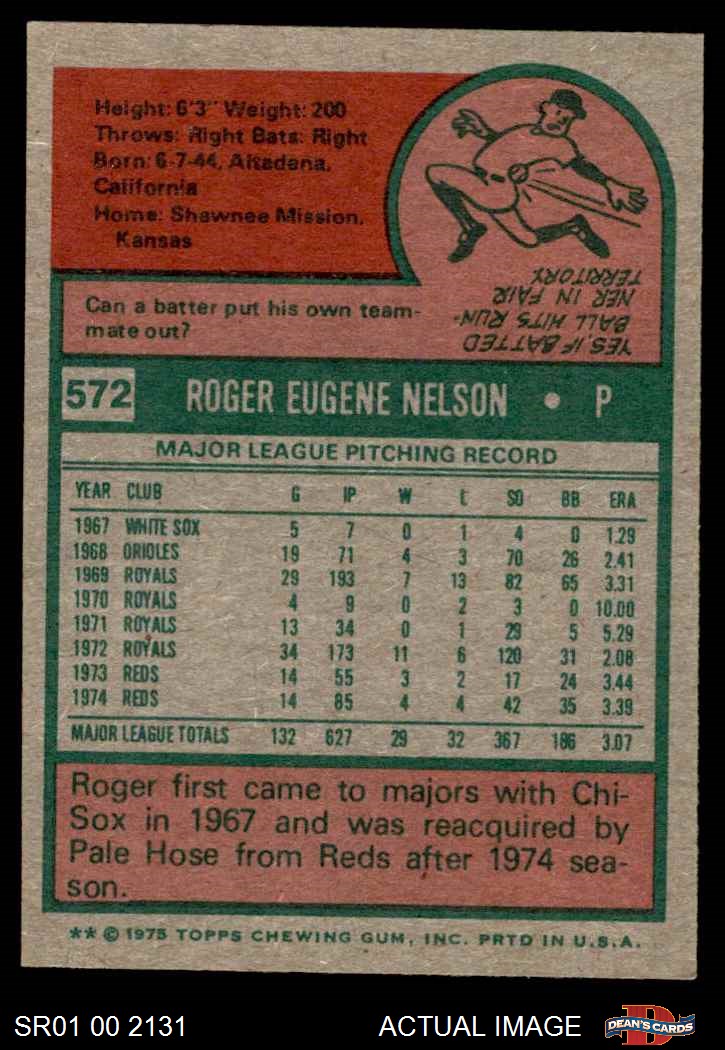 Height: 6'3" Weight: 200
Throws: Right Bats: Right
Born: 6-7-44, Altadena,
California
Home: Shawnee Mission,
Kansas
Can a batter put his own team-
mate out?
YES, IF BATTED
BALL HITS RUN-
NER IN FAIR
TERRITORY
572 ROGER EUGENE NELSON • P
MAJOR LEAGUE PITCHING RECORD
YEAR CLUB G IP W L SO BB ERA
1967 WHITE SOX 5 7 0 1 4 0 1.29
1968 ORIOLES 19 71 4 3 70 26 2.41
1969 ROYALS 29 193 7 13 82 65 3.31
1970 ROYALS 4 9 0 2 3 0 10.00
1971 ROYALS 13 34 0 1 29 5 5.29
1972 ROYALS 34 173 11 6 120 31 2.08
1973 REDS 14 55 3 2 17 24 3.44
1974 REDS 14 85 4 4 42 35 3.39
MAJOR LEAGUE TOTALS 132 627 29 32 367 186 3.07
Roger first came to majors with Chi-
Sox in 1967 and was reacquired by
Pale Hose from Reds after 1974 sea-
son.
** © 1975 TOPPS CHEWING GUM, INC. PRTD IN U.S.A.
SR01 00 2131 ACTUAL IMAGE D DEAN'S CARDS